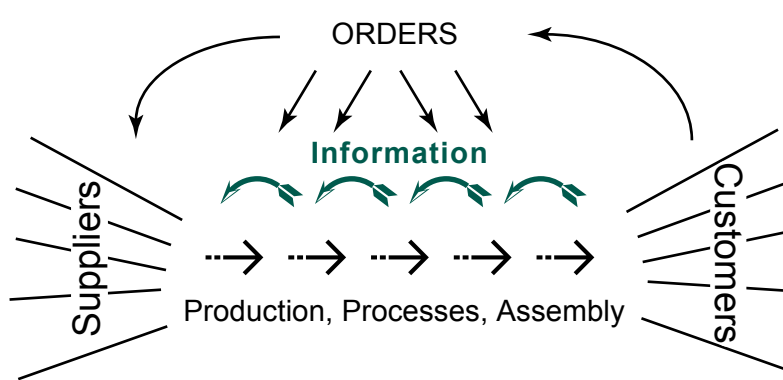 ORDERS
Information
Suppliers
Customers
Production, Processes, Assembly